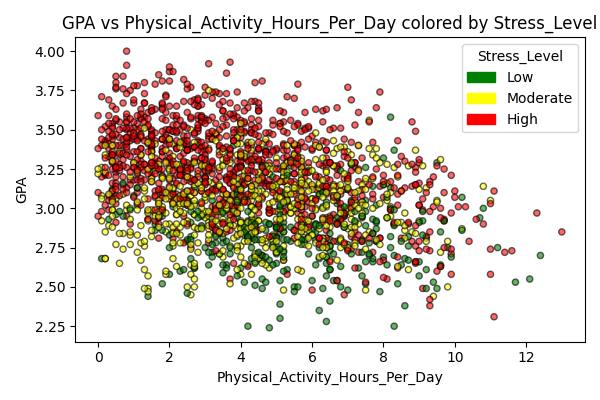 GPA vs Physical_Activity_Hours_Per_Day colored by Stress_Level
Stress_Level
Low
Moderate
High
GPA
4.00
3.75
3.50
3.25
3.00
2.75
2.50
2.25
0 2 4 6 8 10 12
Physical_Activity_Hours_Per_Day